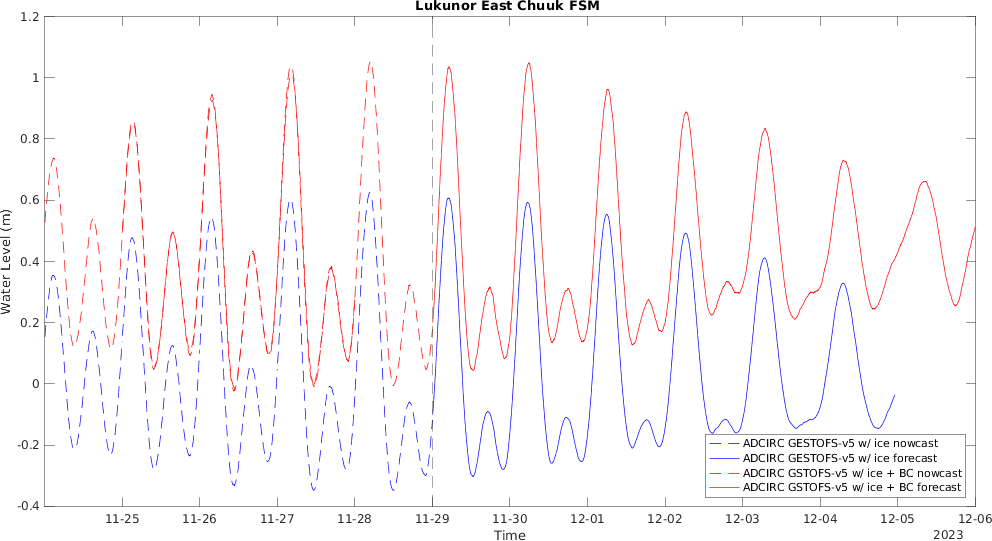 Lukunor East Chuuk FSM
1.2
1
0.8
0.6
0.4
0.2
0
-0.2
-0.4
Water Level (m)
ADCIRC GESTOFS-v5 w/ ice nowcast
ADCIRC GESTOFS-v5 w/ ice forecast
ADCIRC GSTOFS-v5 w/ ice + BC nowcast
ADCIRC GSTOFS-v5 w/ ice + BC forecast
11-25 11-26 11-27 11-28 11-29 11-30 12-01 12-02 12-03 12-04 12-05 12-06
Time
2023